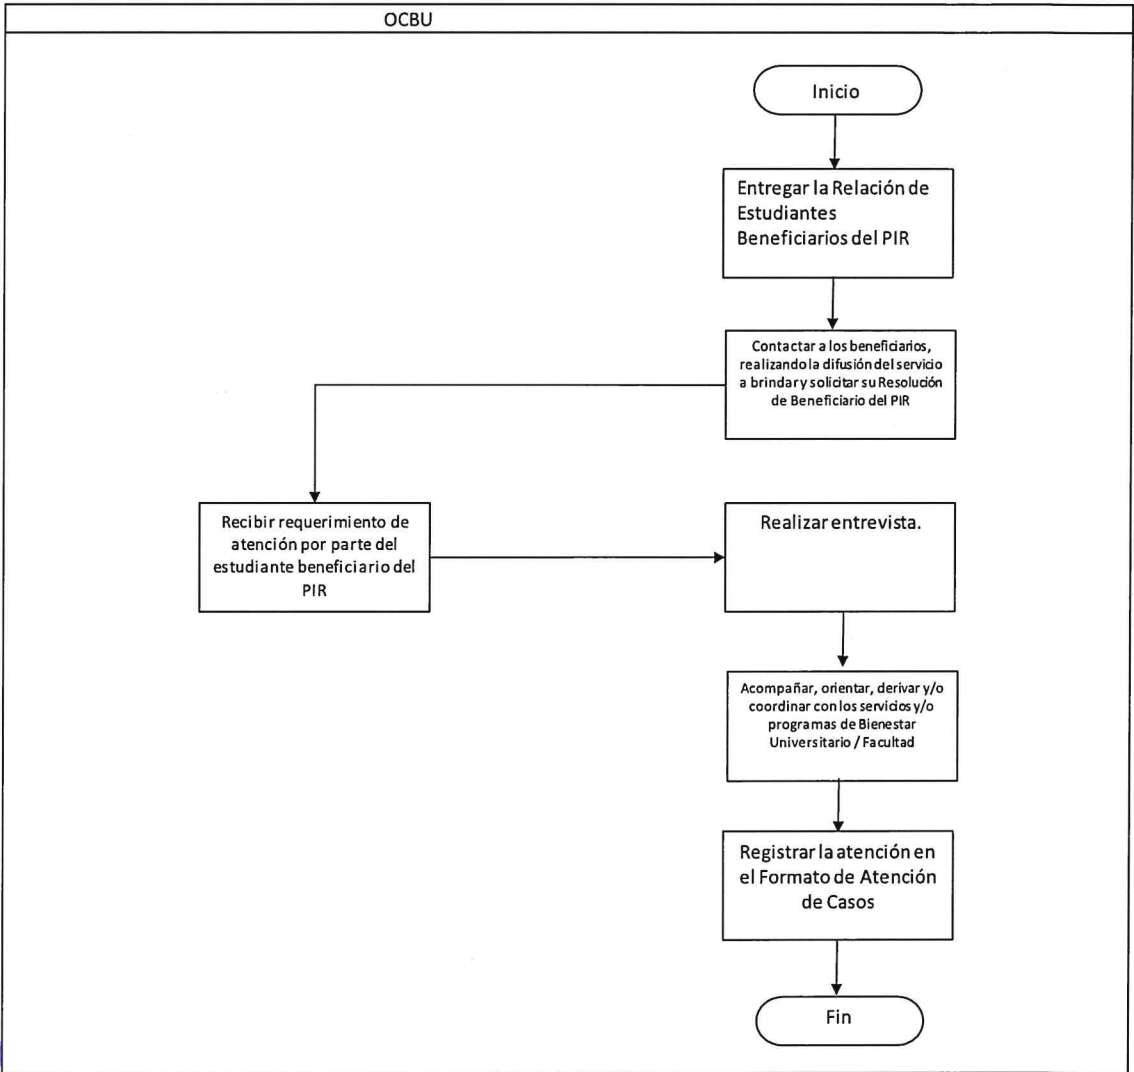 OCBU
Inicio
Entregar la Relación de
Estudiantes
Beneficiarios del PIR
Contactar a los beneficiarios,
realizando la difusión del servicio
a brindar y solicitar su Resolución
de Beneficiario del PIR
Recibir requerimiento de
atención por parte del
estudiante beneficiario del
PIR
Realizar entrevista.
Acompañar, orientar, derivar y/o
coordinar con los servicios y/o
programas de Bienestar
Universitario / Facultad
Registrar la atención en
el Formato de Atención
de Casos
Fin